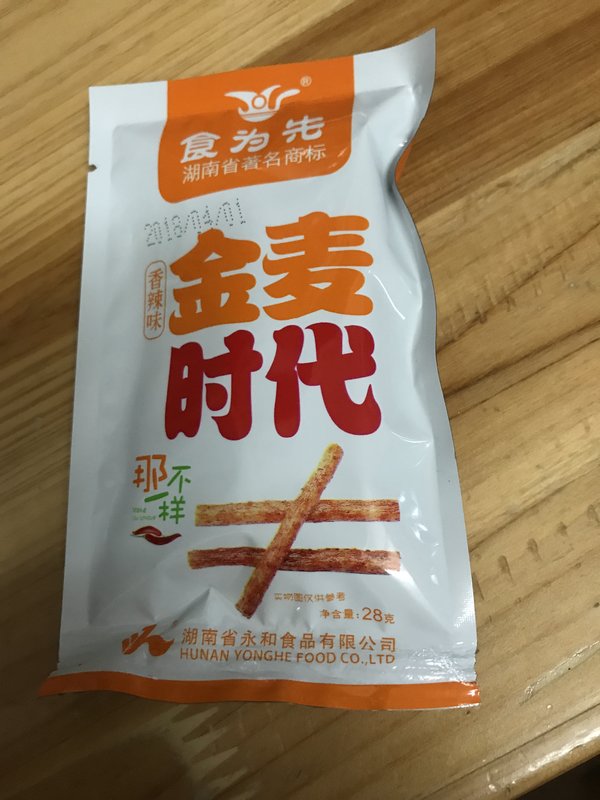 ®
食为先
湖南省著名商标
2018/04/01
香辣味
金麦
时代
那
不一样
实物图仅供参考
净含量:28克
湖南省永和食品有限公司
HUNAN YONGHE FOOD CO.,LTD